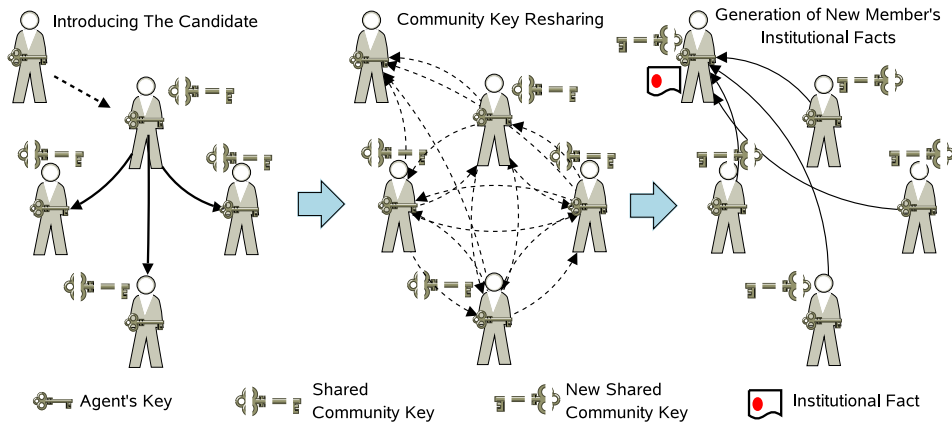 Introducing The Candidate
Community Key Resharing
Generation of New Member's
Institutional Facts
Agent's Key
Shared
Community Key
New Shared
Community Key
Institutional Fact